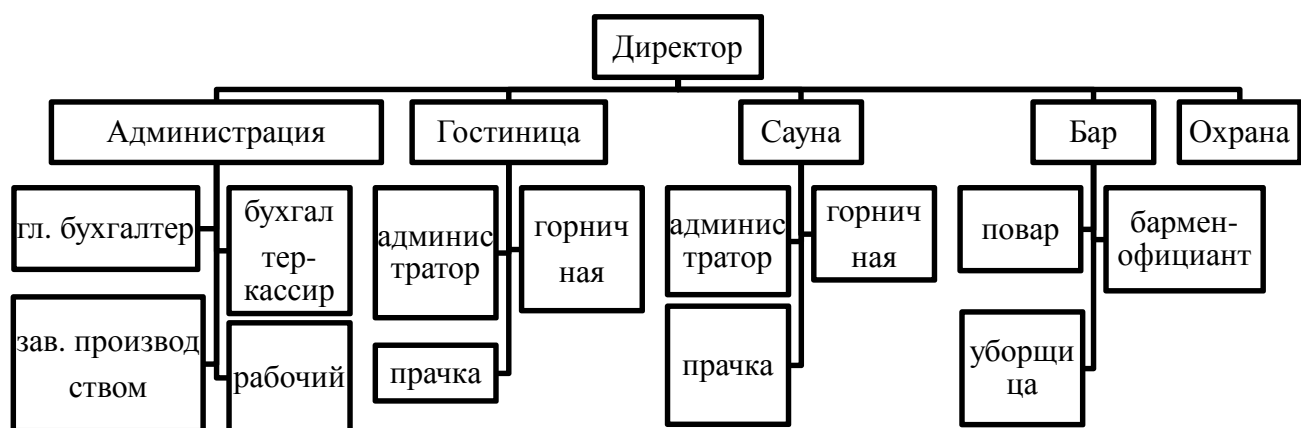 Директор
Администрация
Гостиница
Сауна
Бар
Охрана
гл. бухгалтер
бухгал
тер-
кассир
зав. производ
ством
рабочий
админис
тратор
горнич
ная
прачка
админис
тратор
горнич
ная
прачка
повар
бармен-
официант
уборщи
ца